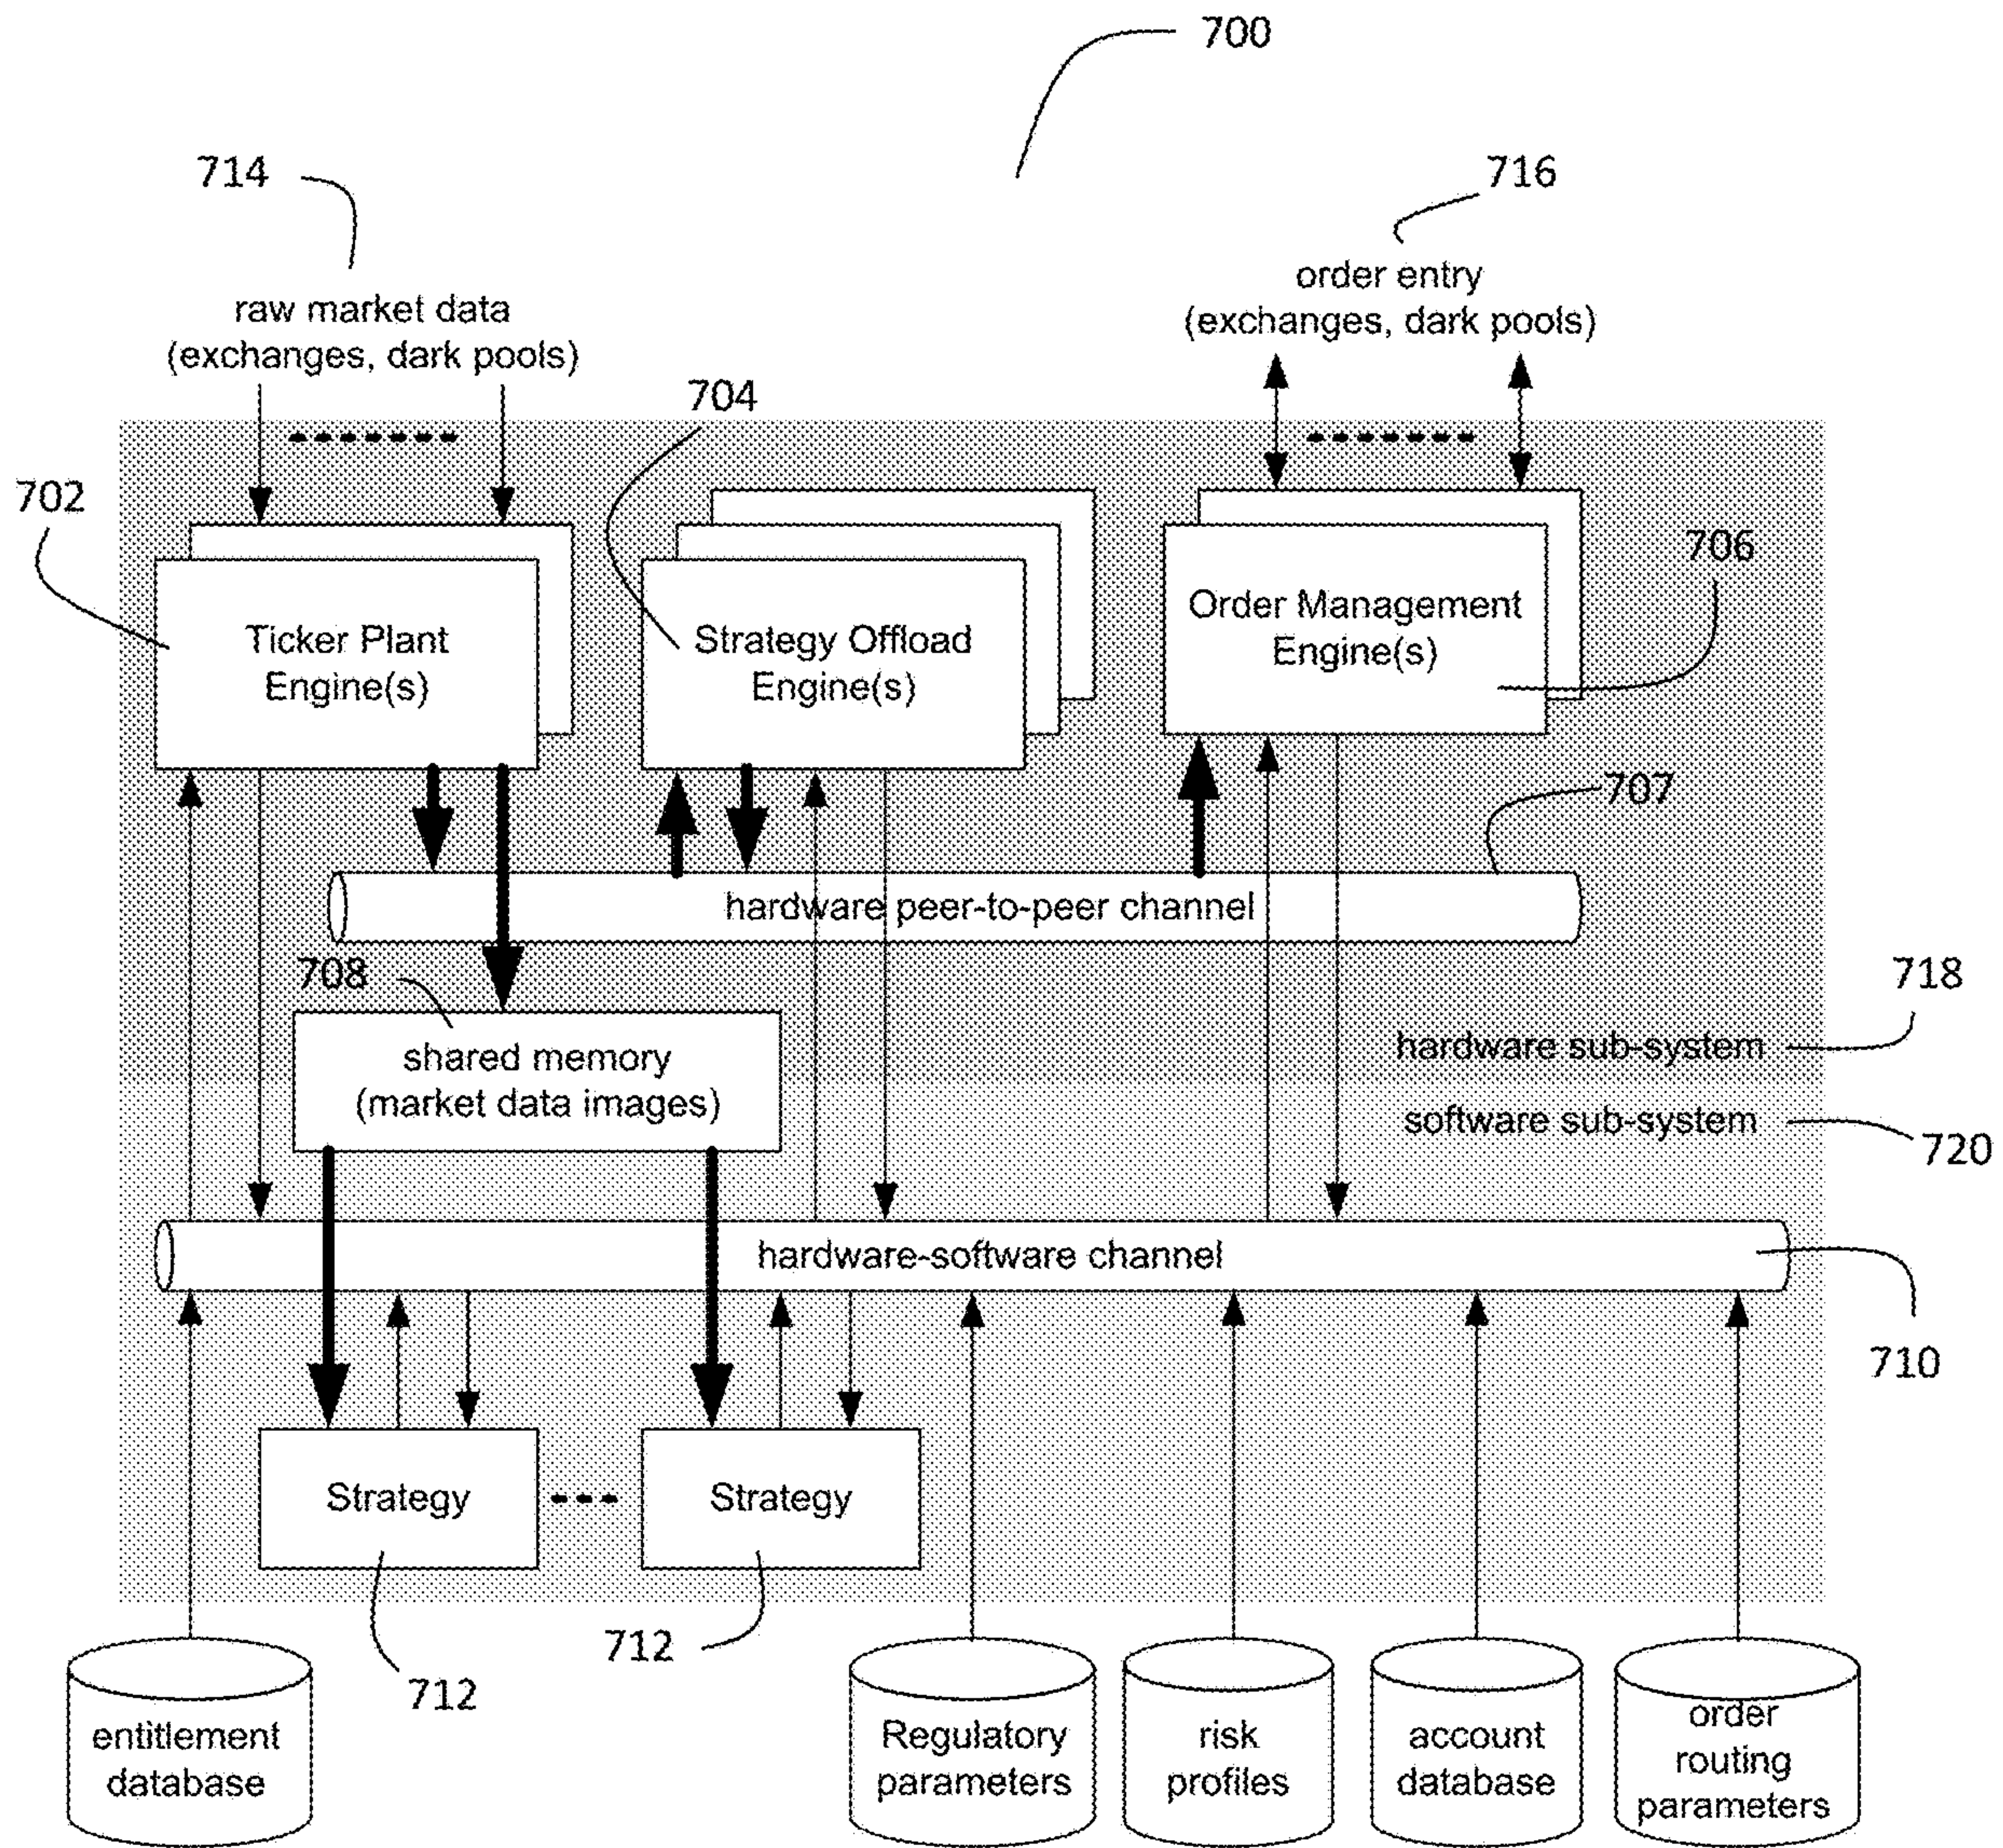 700
714
716
raw market data
(exchanges, dark pools)
order entry
(exchanges, dark pools)
704
702
706
Ticker Plant
Engine(s)
Strategy Offload
Engine(s)
Order Management
Engine(s)
707
hardware peer-to-peer channel
708
718
shared memory
(market data images)
hardware sub-system
software sub-system
720
hardware-software channel
710
Strategy
Strategy
712
712
entitlement
database
Regulatory
parameters
risk
profiles
account
database
order
routing
parameters